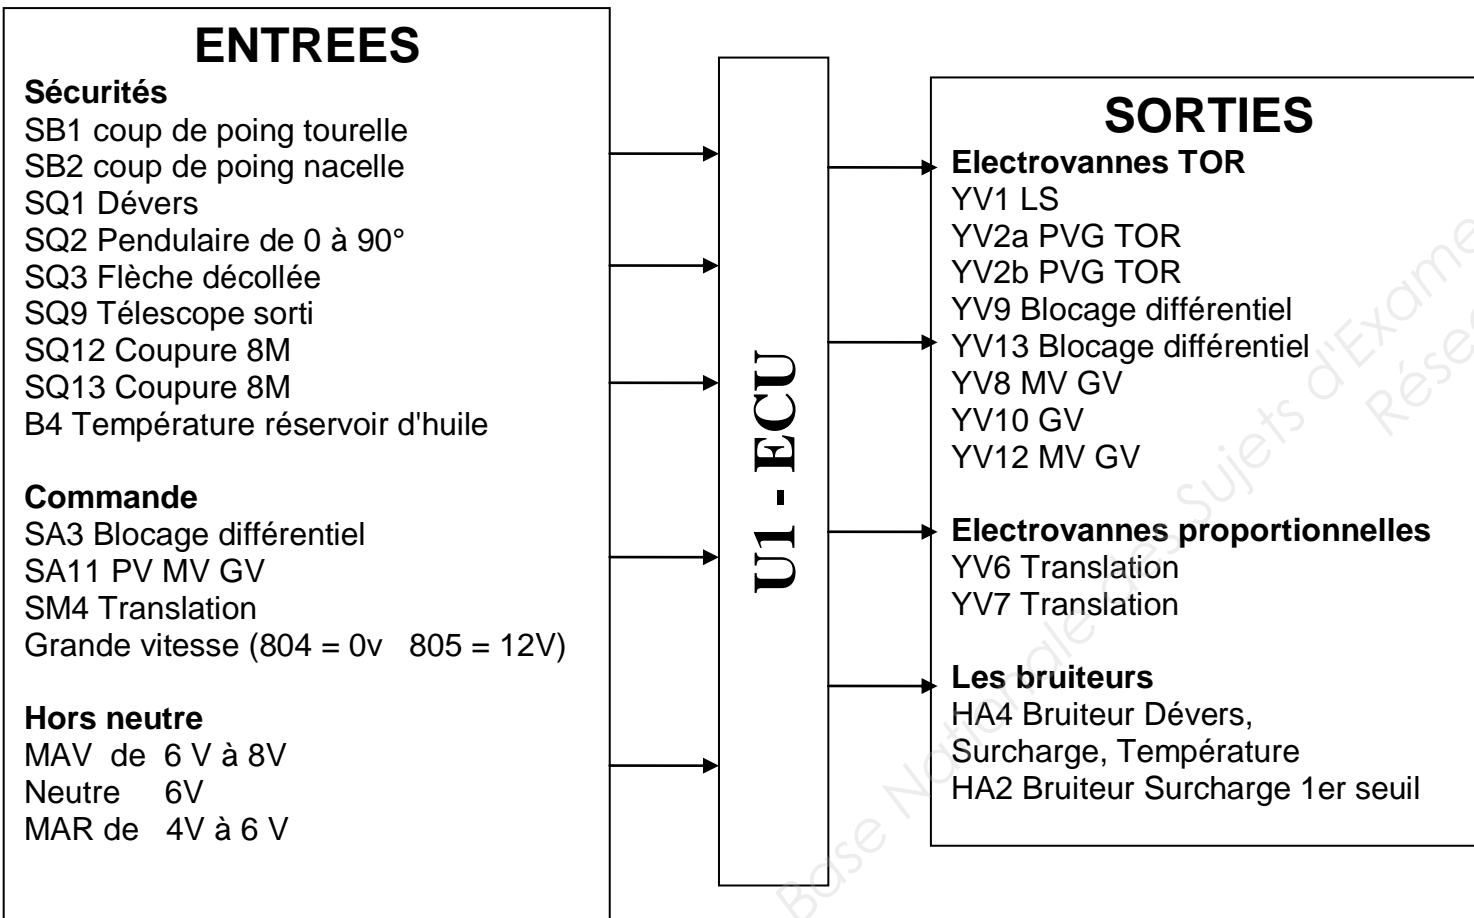 ENTREES
Sécurités
SB1 coup de poing tourelle
SB2 coup de poing nacelle
SQ1 Dévers
SQ2 Pendulaire de 0 à 90°
SQ3 Flèche décollée
SQ9 Télescope sorti
SQ12 Coupure 8M
SQ13 Coupure 8M
B4 Température réservoir d'huile
Commande
SA3 Blocage différentiel
SA11 PV MV GV
SM4 Translation
Grande vitesse (804 = 0v 805 = 12V)
Hors neutre
MAV de 6 V à 8V
Neutre 6V
MAR de 4V à 6 V
U1 - ECU
SORTIES
Electrovannes TOR
YV1 LS
YV2a PVG TOR
YV2b PVG TOR
YV9 Blocage différentiel
YV13 Blocage différentiel
YV8 MV GV
YV10 GV
YV12 MV GV
Electrovannes proportionnelles
YV6 Translation
YV7 Translation
Les bruiteurs
HA4 Bruiteur Dévers,
Surcharge, Température
HA2 Bruiteur Surcharge 1er seuil
Base Nationale des Sujets d'Exame